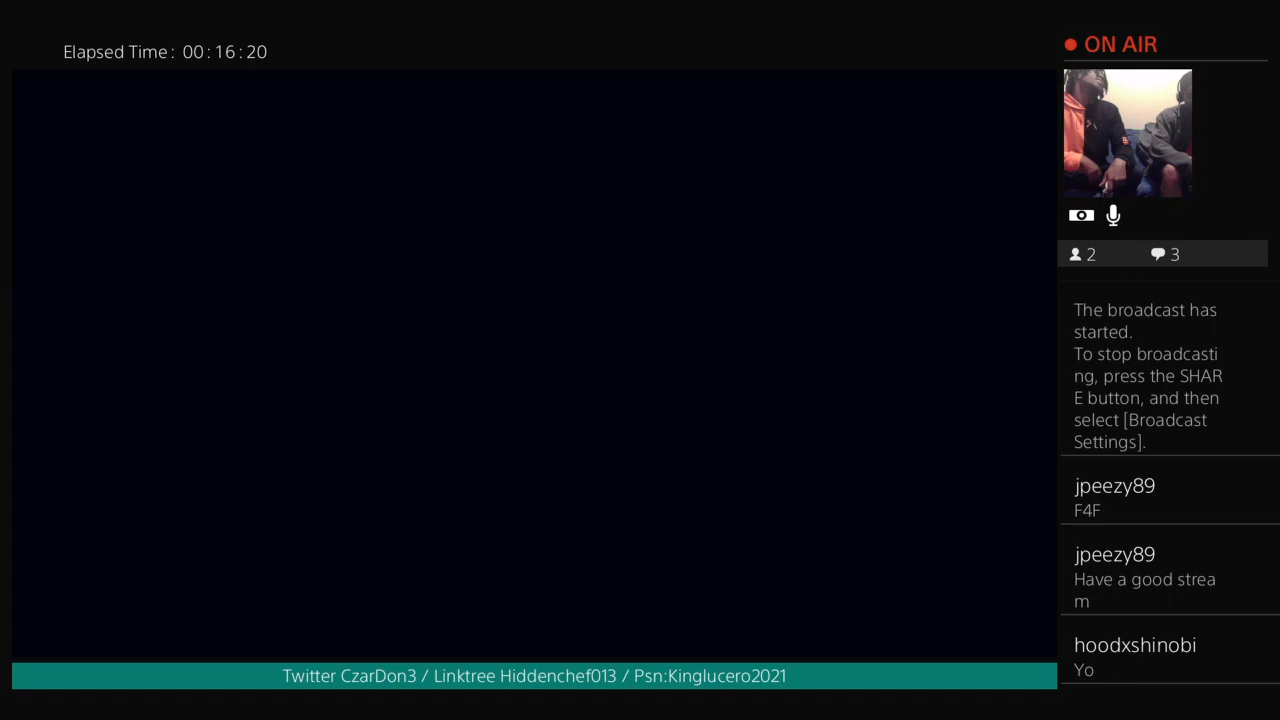 Elapsed Time: 00:16:20
ON AIR
2
3
The broadcast has
started.
To stop broadcasti
ng, press the SHAR
E button, and then
select [Broadcast
Settings].
jpeezy89
F4F
jpeezy89
Have a good strea
m
hoodxshinobi
Yo
Twitter CzarDon3 / Linktree Hiddenchef013 / Psn:Kinglucero2021